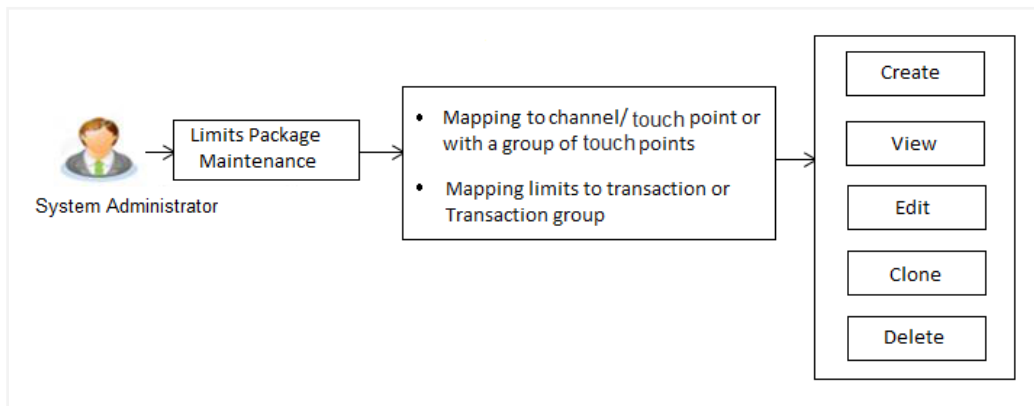 System Administrator
Limits Package
Maintenance
• Mapping to channel/ touch point or
with a group of touch points
• Mapping limits to transaction or
Transaction group
Create
View
Edit
Clone
Delete